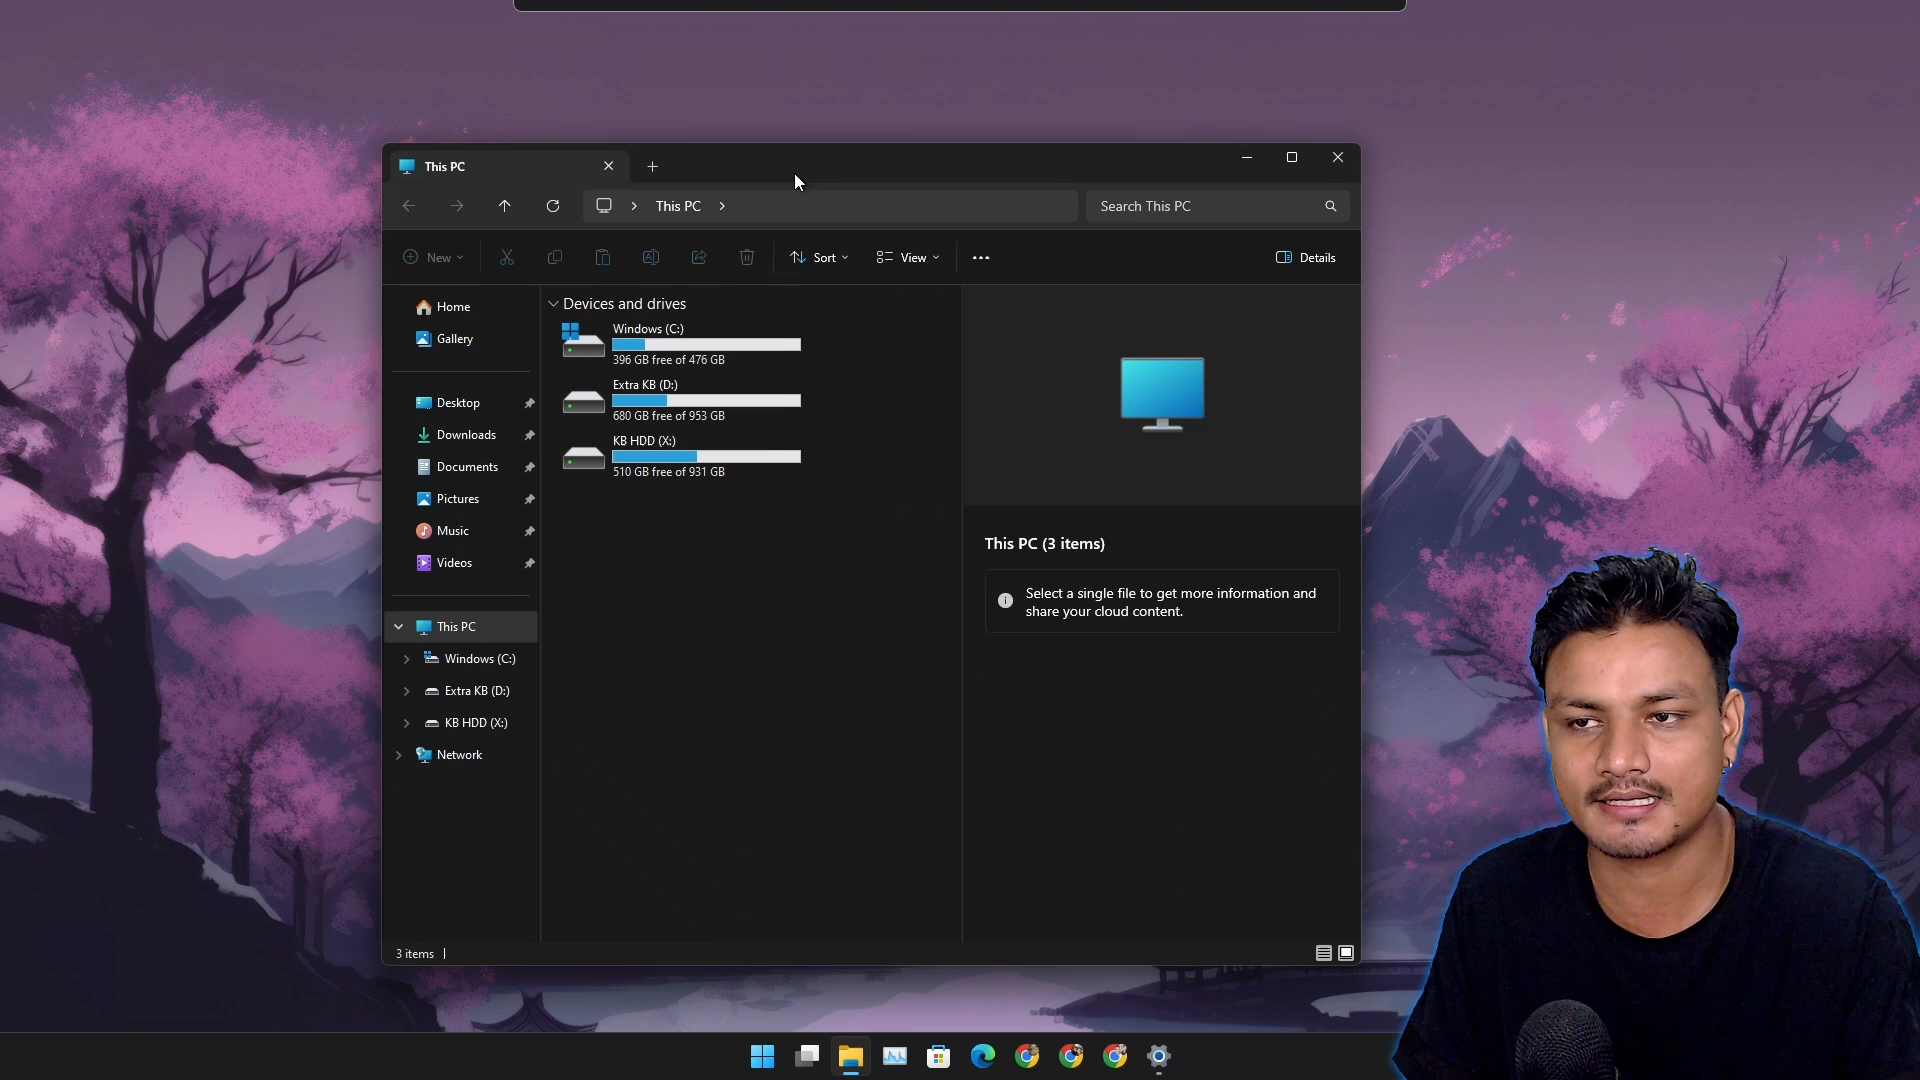 This PC
This PC
Search This PC
New
Sort
View
Details
Home
Gallery
Desktop
Downloads
Documents
Pictures
Music
Videos
This PC
Windows (C:)
Extra KB (D:)
KB HDD (X:)
Network
Devices and drives
Windows (C:)
396 GB free of 476 GB
Extra KB (D:)
680 GB free of 953 GB
KB HDD (X:)
510 GB free of 931 GB
This PC (3 items)
Select a single file to get more information and
share your cloud content.
3 items